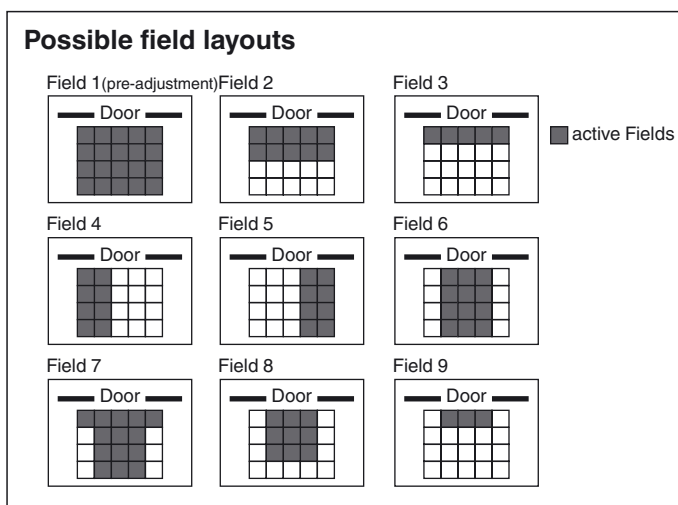 Possible field layouts
Field 1(pre-adjustment) Field 2 Field 3
Door Door Door
active Fields
Field 4 Field 5 Field 6
Door Door Door
Field 7 Field 8 Field 9
Door Door Door